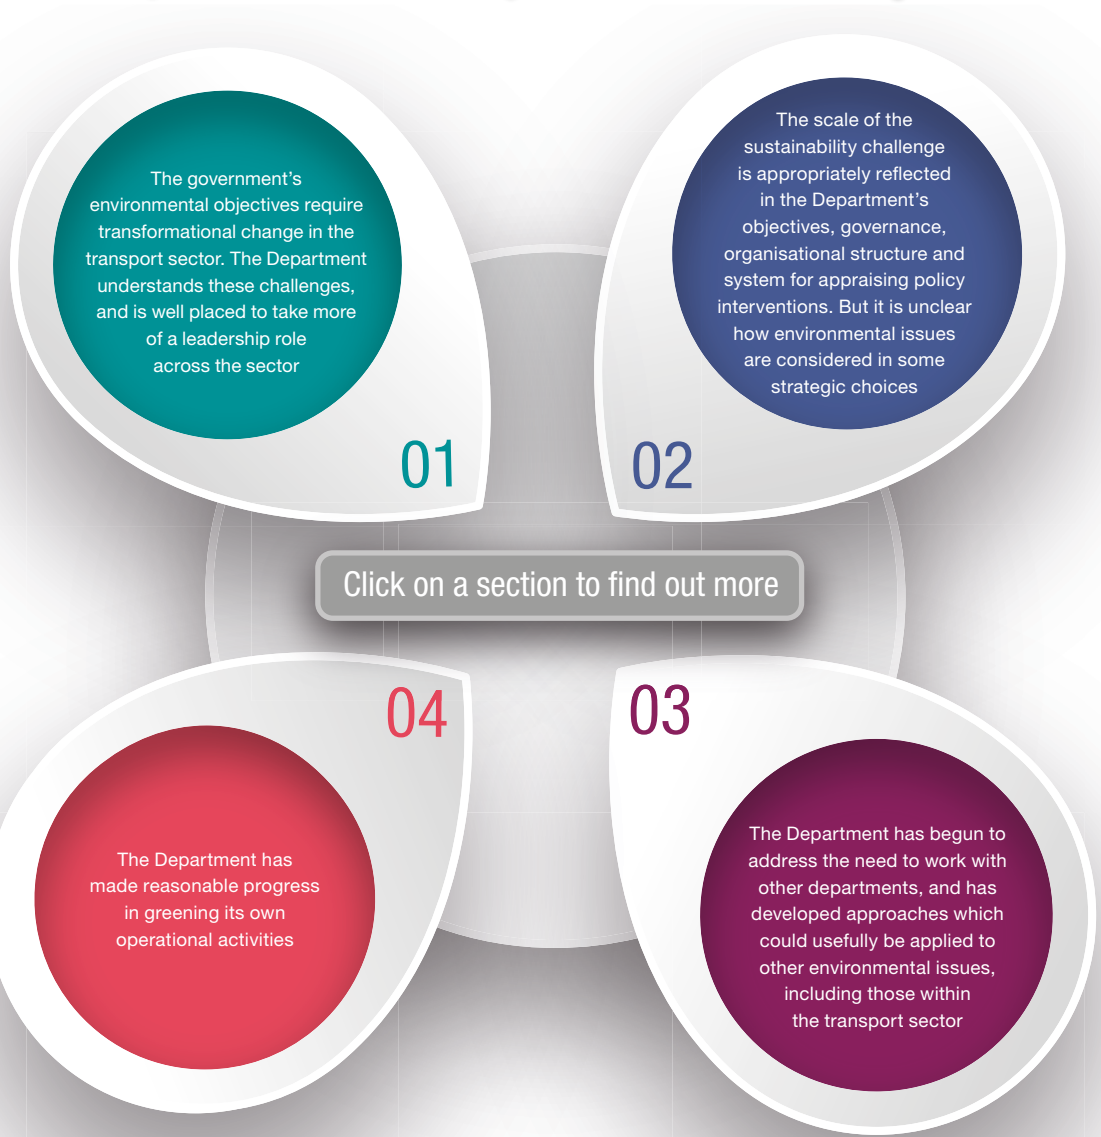 The government's
environmental objectives require
transformational change in the
transport sector. The Department
understands these challenges,
and is well placed to take more
of a leadership role
across the sector
01
The scale of the
sustainability challenge
is appropriately reflected
in the Department's
objectives, governance,
organisational structure and
system for appraising policy
interventions. But it is unclear
how environmental issues
are considered in some
strategic choices
02
Click on a section to find out more
03
The Department has begun to
address the need to work with
other departments, and has
developed approaches which
could usefully be applied to
other environmental issues,
including those within
the transport sector
04
The Department has
made reasonable progress
in greening its own
operational activities